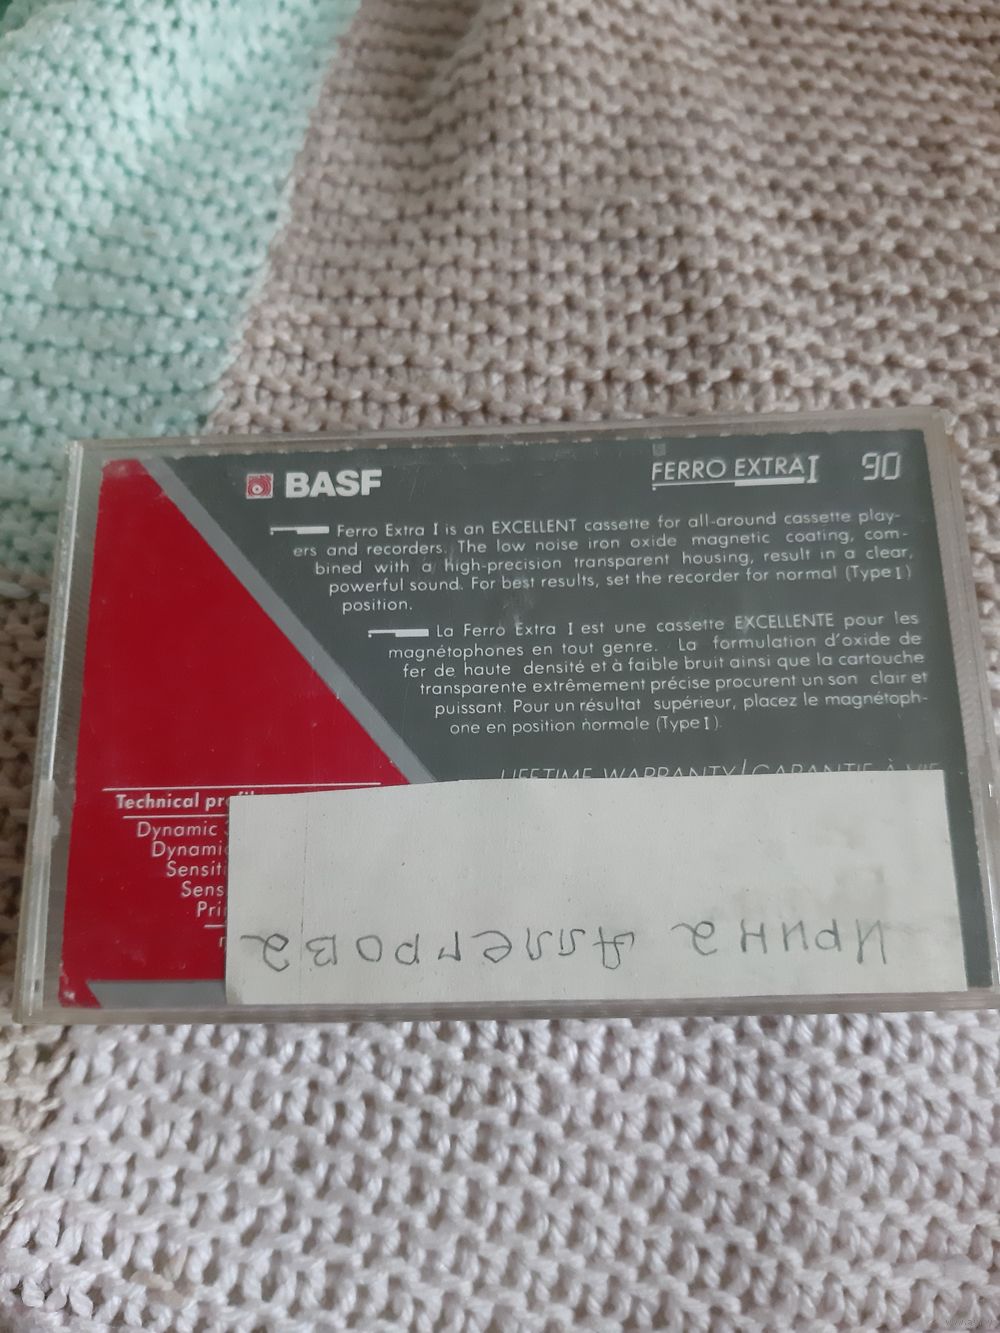 BASF
FERRO EXTRA I 90
Ferro Extra I is an EXCELLENT cassette for all-around cassette play-
ers and recorders. The low noise iron oxide magnetic coating, com-
bined with a high-precision transparent housing, result in a clear,
powerful sound. For best results, set the recorder for normal (Type I)
position.
La Ferro Extra I est une cassette EXCELLENTE pour les
magnétophones en tout genre. La formulation d'oxide de
fer de haute densité et à faible bruit ainsi que la cartouche
transparente extrêmement précise procurent un son clair et
puissant. Pour un résultat supérieur, placez le magnétoph-
one en position normale (Type I).
LIFETIME WARRANTY/GARANTIE À VIE
Technical
Dynamic
Ирина Аллегрова